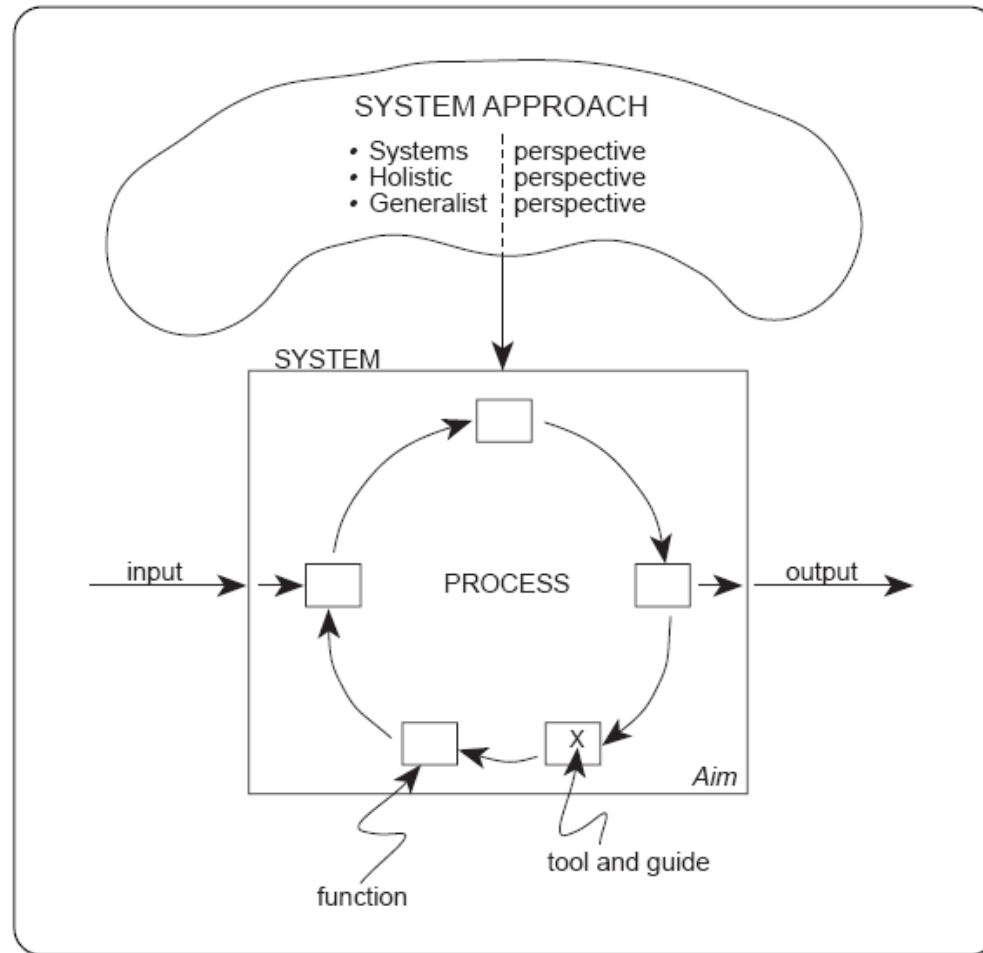 SYSTEM APPROACH
• Systems perspective
• Holistic perspective
• Generalist perspective
SYSTEM
input
PROCESS
output
X
Aim
tool and guide
function